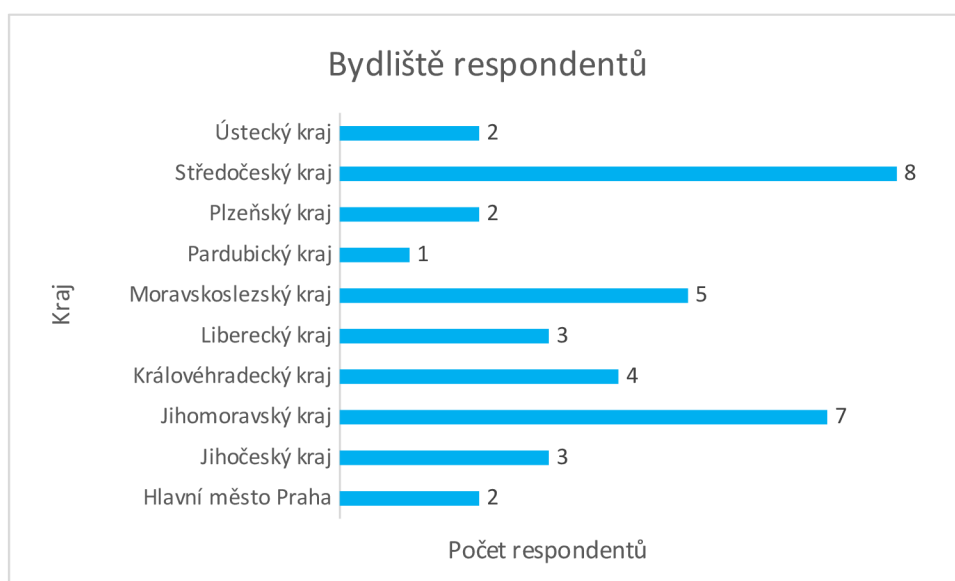 Bydliště respondentů
Ústecký kraj 2
Středočeský kraj 8
Plzeňský kraj 2
Pardubický kraj 1
Moravskoslezský kraj 5
Liberecký kraj 3
Královéhradecký kraj 4
Jihomoravský kraj 7
Jihočeský kraj 3
Hlavní město Praha 2
Kraj
Počet respondentů